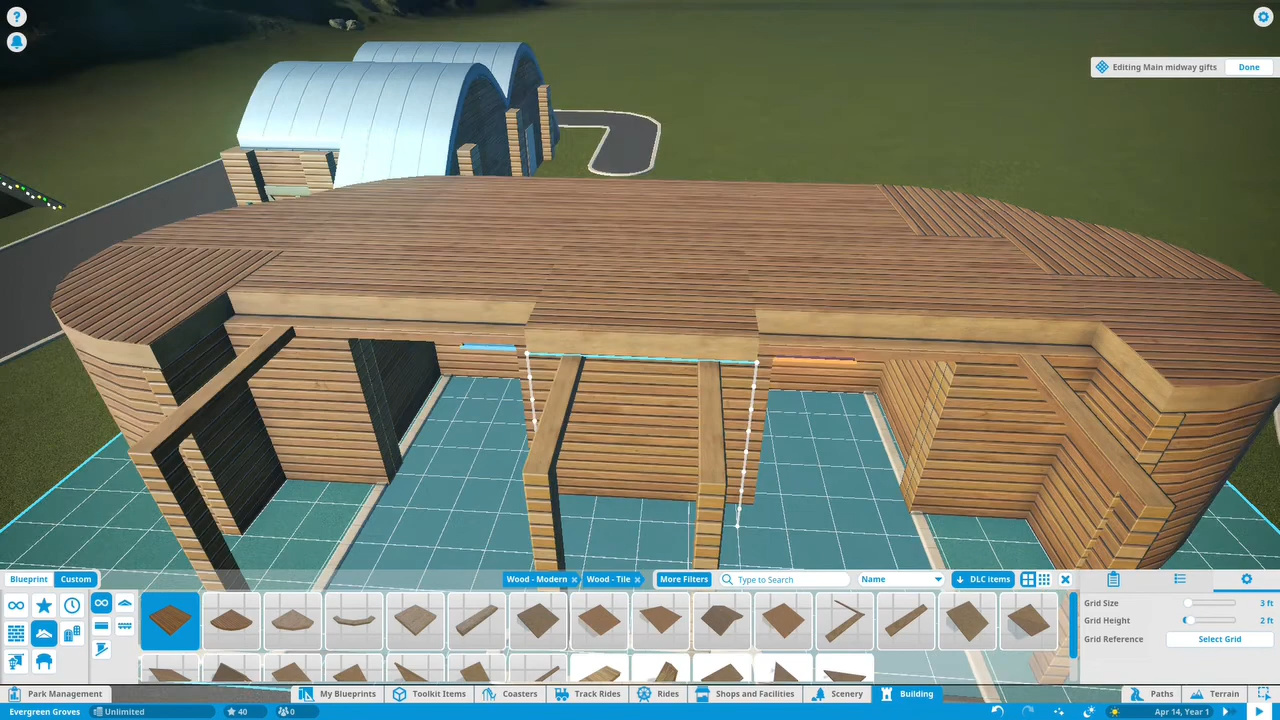 ?
Editing Main midway gifts Done
Blueprint Custom Wood - Modern × Wood - Tile × More Filters Type to Search Name DLC items
Grid Size 3 ft
Grid Height 2 ft
Grid Reference Select Grid
Park Management My Blueprints Toolkit Items Coasters Track Rides Rides Shops and Facilities Scenery Building Paths Terrain
Evergreen Groves Unlimited 40 0 Apr 14, Year 1